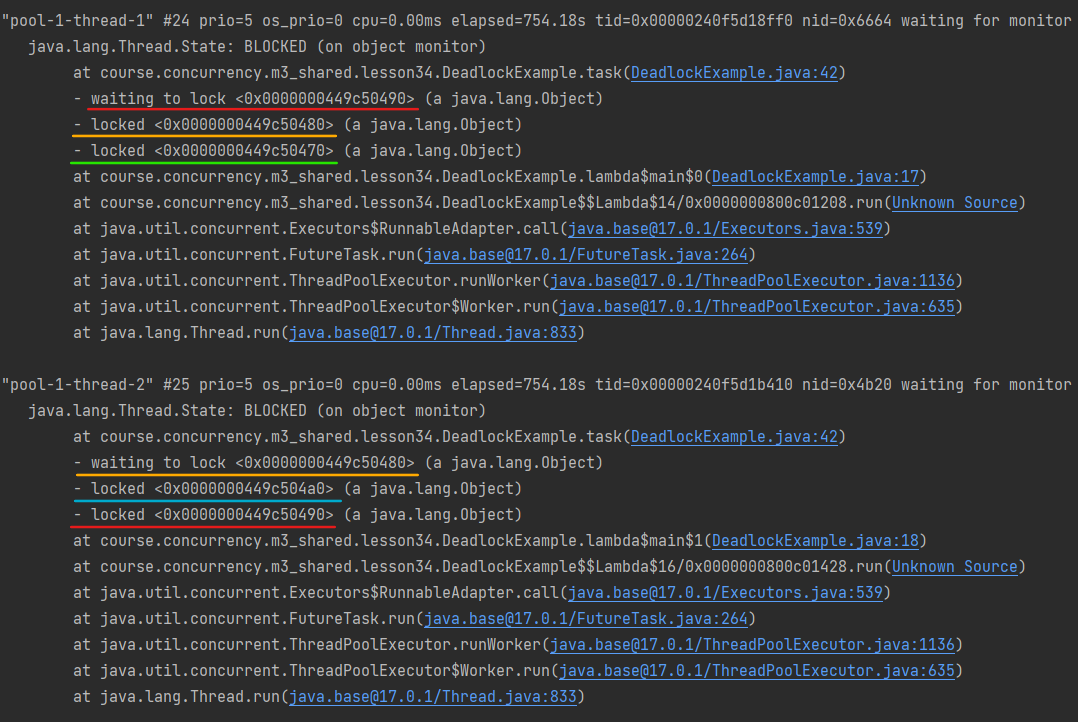 "pool-1-thread-1" #24 prio=5 os_prio=0 cpu=0.00ms elapsed=754.18s tid=0x00000240f5d18ff0 nid=0x6664 waiting for monitor
java.lang.Thread.State: BLOCKED (on object monitor)
at course.concurrency.m3_shared.lesson34.DeadlockExample.task(DeadlockExample.java:42)
- waiting to lock <0x0000000449c50490> (a java.lang.Object)
- locked <0x0000000449c50480> (a java.lang.Object)
- locked <0x0000000449c50470> (a java.lang.Object)
at course.concurrency.m3_shared.lesson34.DeadlockExample.lambda$main$0(DeadlockExample.java:17)
at course.concurrency.m3_shared.lesson34.DeadlockExample$$Lambda$14/0x0000000800c01208.run(Unknown Source)
at java.util.concurrent.Executors$RunnableAdapter.call(java.base@17.0.1/Executors.java:539)
at java.util.concurrent.FutureTask.run(java.base@17.0.1/FutureTask.java:264)
at java.util.concurrent.ThreadPoolExecutor.runWorker(java.base@17.0.1/ThreadPoolExecutor.java:1136)
at java.util.concurrent.ThreadPoolExecutor$Worker.run(java.base@17.0.1/ThreadPoolExecutor.java:635)
at java.lang.Thread.run(java.base@17.0.1/Thread.java:833)
"pool-1-thread-2" #25 prio=5 os_prio=0 cpu=0.00ms elapsed=754.18s tid=0x00000240f5d1b410 nid=0x4b20 waiting for monitor
java.lang.Thread.State: BLOCKED (on object monitor)
at course.concurrency.m3_shared.lesson34.DeadlockExample.task(DeadlockExample.java:42)
- waiting to lock <0x0000000449c50480> (a java.lang.Object)
- locked <0x0000000449c504a0> (a java.lang.Object)
- locked <0x0000000449c50490> (a java.lang.Object)
at course.concurrency.m3_shared.lesson34.DeadlockExample.lambda$main$1(DeadlockExample.java:18)
at course.concurrency.m3_shared.lesson34.DeadlockExample$$Lambda$16/0x0000000800c01428.run(Unknown Source)
at java.util.concurrent.Executors$RunnableAdapter.call(java.base@17.0.1/Executors.java:539)
at java.util.concurrent.FutureTask.run(java.base@17.0.1/FutureTask.java:264)
at java.util.concurrent.ThreadPoolExecutor.runWorker(java.base@17.0.1/ThreadPoolExecutor.java:1136)
at java.util.concurrent.ThreadPoolExecutor$Worker.run(java.base@17.0.1/ThreadPoolExecutor.java:635)
at java.lang.Thread.run(java.base@17.0.1/Thread.java:833)